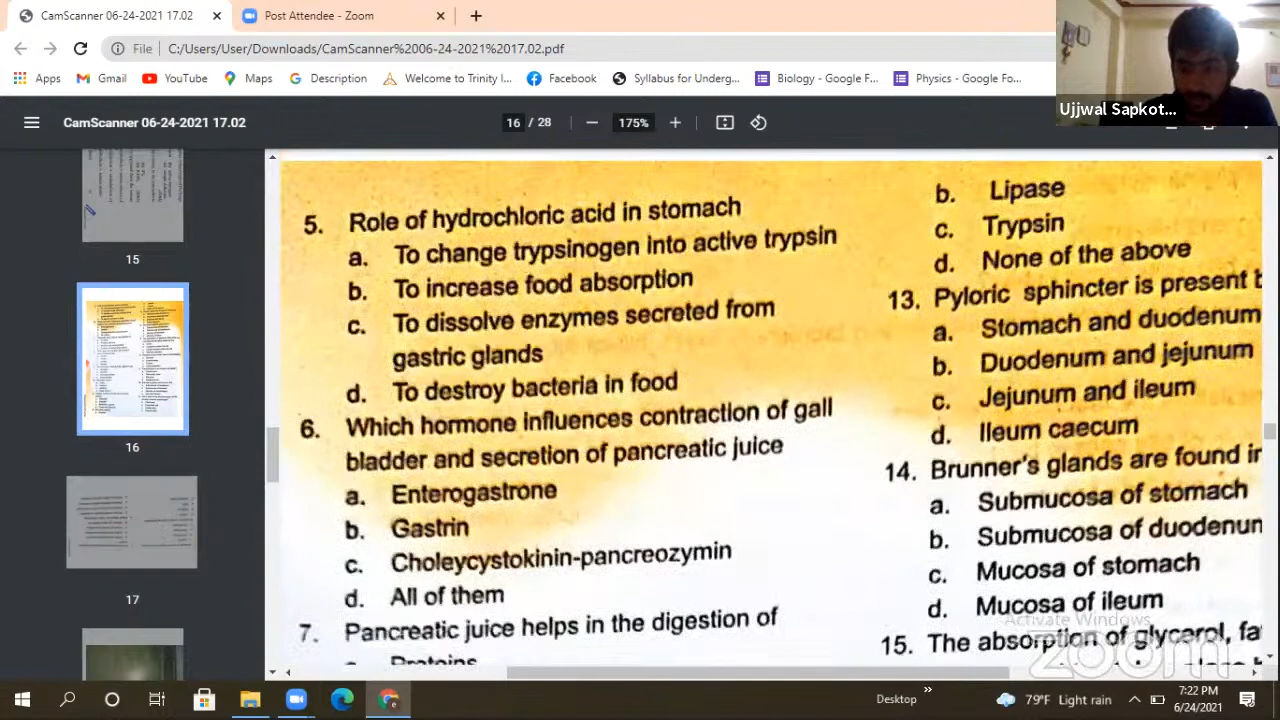 CamScanner 06-24-2021 17.02
Post Attendee - Zoom
File
C:/Users/User/Downloads/CamScanner%2006-24-2021%2017.02.pdf
Apps
Gmail
YouTube
Maps
Description
Welcome to Trinity I...
Facebook
Syllabus for Underg...
Biology - Google F...
Physics - Google Fo...
Ujjwal Sapkot...
CamScanner 06-24-2021 17.02
16 / 28
175%
15
16
17
5. Role of hydrochloric acid in stomach
a. To change trypsinogen into active trypsin
b. To increase food absorption
c. To dissolve enzymes secreted from
gastric glands
d. To destroy bacteria in food
6. Which hormone influences contraction of gall
bladder and secretion of pancreatic juice
a. Enterogastrone
b. Gastrin
c. Choleycystokinin-pancreozymin
d. All of them
7. Pancreatic juice helps in the digestion of
a Proteins
b. Lipase
c. Trypsin
d. None of the above
13. Pyloric sphincter is present b
a. Stomach and duodenum
b. Duodenum and jejunum
c. Jejunum and ileum
d. Ileum caecum
14. Brunner's glands are found in
a. Submucosa of stomach
b. Submucosa of duodenum
c. Mucosa of stomach
d. Mucosa of ileum
15. The absorption of glycerol, fa
Activate Windows
zoom
Desktop
79°F Light rain
7:22 PM
6/24/2021